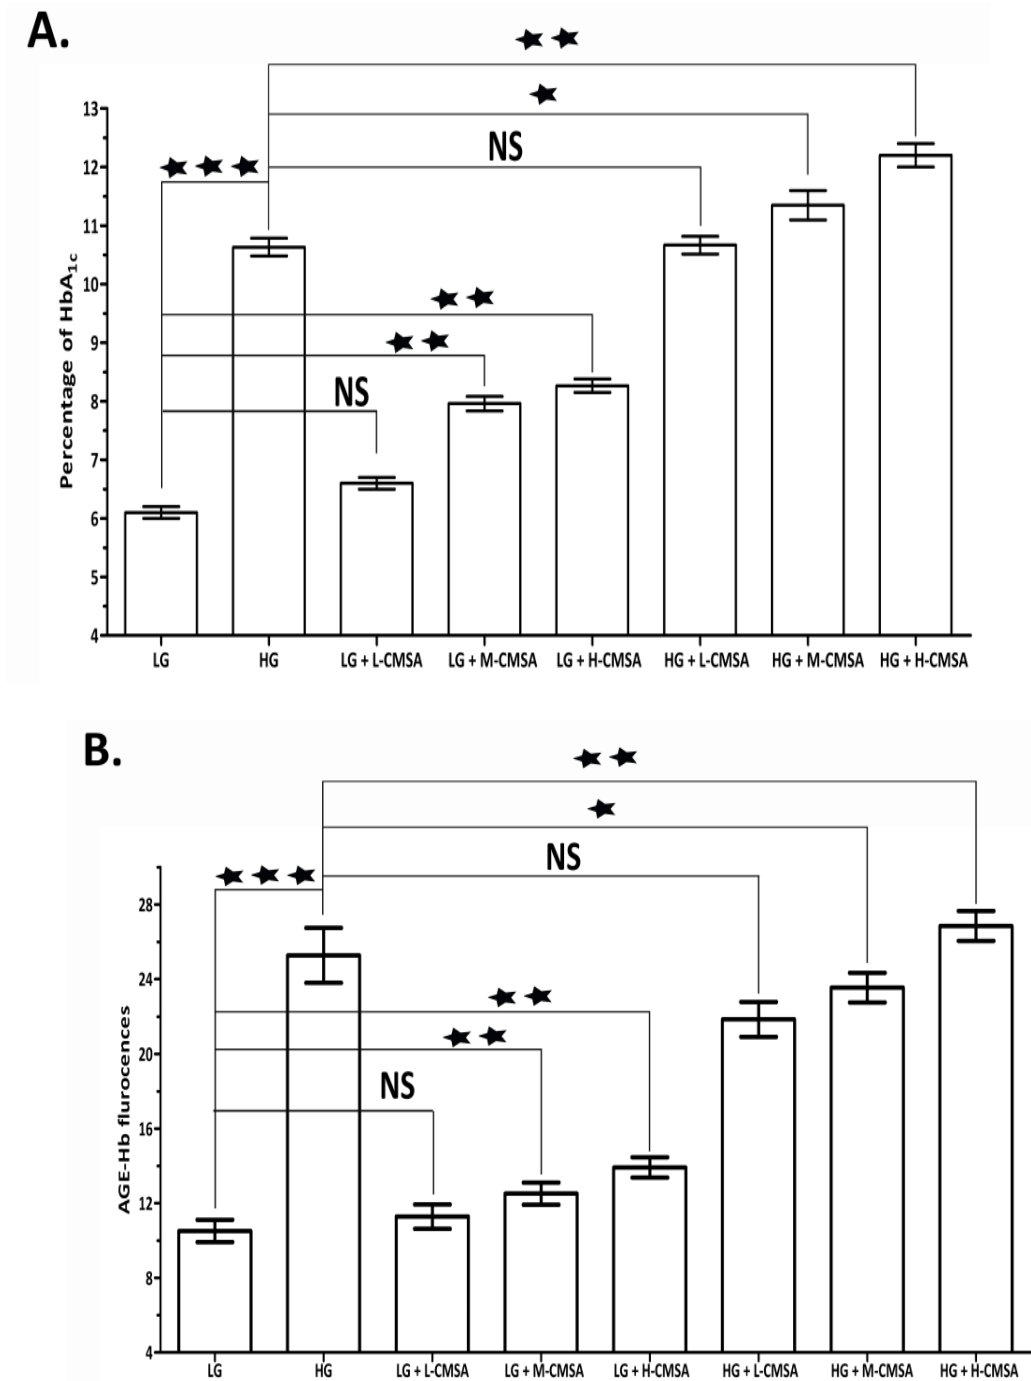 A.
NS
NS
Percentage of HbA1c
13
12
11
10
9
8
7
6
5
4
LG HG LG + L-CMSA LG + M-CMSA LG + H-CMSA HG + L-CMSA HG + M-CMSA HG + H-CMSA
B.
NS
NS
AGE-Hb flurocences
28
24
20
16
12
8
4
LG HG LG + L-CMSA LG + M-CMSA LG + H-CMSA HG + L-CMSA HG + M-CMSA HG + H-CMSA